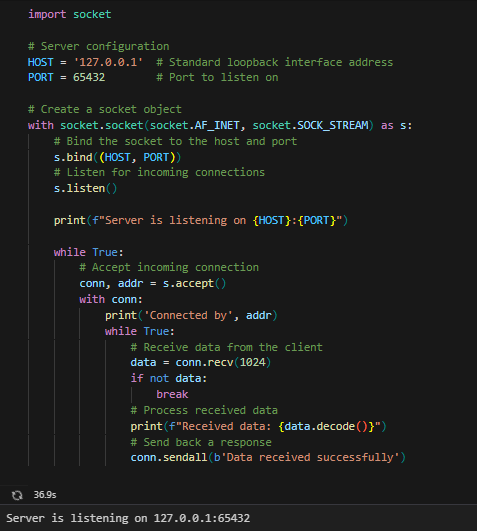 import socket

# Server configuration
HOST = '127.0.0.1'  # Standard loopback interface address
PORT = 65432        # Port to listen on

# Create a socket object
with socket.socket(socket.AF_INET, socket.SOCK_STREAM) as s:
    # Bind the socket to the host and port
    s.bind((HOST, PORT))
    # Listen for incoming connections
    s.listen()

    print(f"Server is listening on {HOST}:{PORT}")

    while True:
        # Accept incoming connection
        conn, addr = s.accept()
        with conn:
            print('Connected by', addr)
            while True:
                # Receive data from the client
                data = conn.recv(1024)
                if not data:
                    break
                # Process received data
                print(f"Received data: {data.decode()}")
                # Send back a response
                conn.sendall(b'Data received successfully')
36.9s
Server is listening on 127.0.0.1:65432